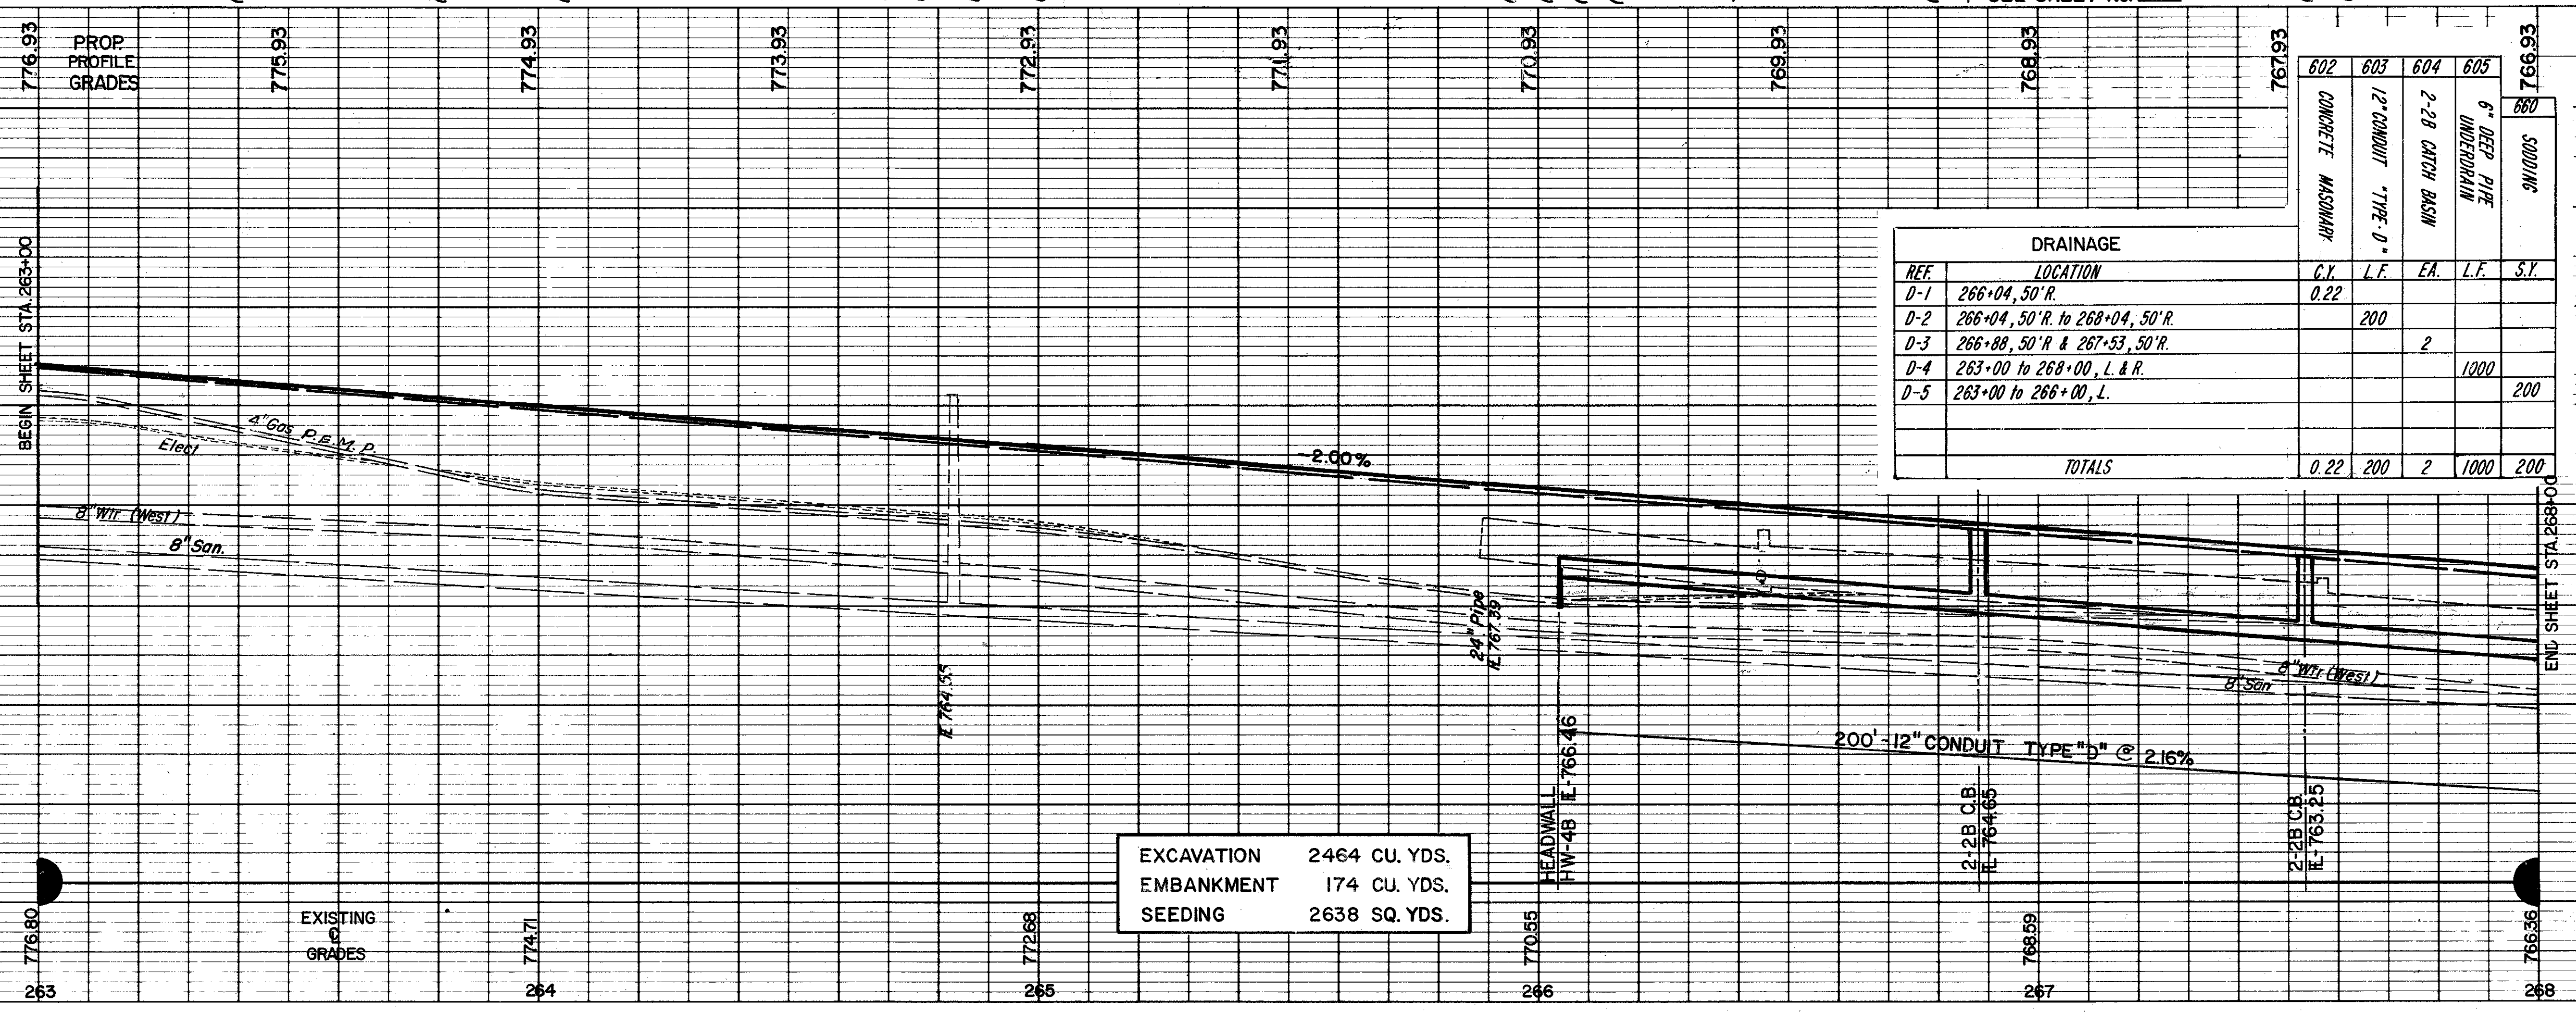 SEE SHEET NO.
776.93
PROP.
PROFILE
GRADES
775.93
774.93
773.93
772.93
771.93
770.93
769.93
768.93
767.93
766.93
602 603 604 605
660
CONCRETE MASONARY
12" CONDUIT "TYPE-D"
2-2B CATCH BASIN
6" DEEP PIPE
UNDERDRAIN
SODDING
DRAINAGE
REF. LOCATION C.Y. L.F. EA. L.F. S.Y.
D-1 266+04, 50'R. 0.22
D-2 266+04, 50'R. to 268+04, 50'R. 200
D-3 266+88, 50'R & 267+53, 50'R. 2
D-4 263+00 to 268+00, L. & R. 1000
D-5 263+00 to 266+00, L. 200
TOTALS 0.22 200 2 1000 200
BEGIN SHEET STA. 263+00
4" Gas P.E.M.P.
Elect
8" Wtr. (West)
8" San.
-2.00%
24" Pipe
℄ 767.39
℄ 764.55
END SHEET STA. 268+00
8" Wtr (West)
8" San
200'-12" CONDUIT TYPE "D" @ 2.16%
HEADWALL
HW-4B ℄-766.46
2-2B C.B.
℄-764.65
2-2B C.B.
℄-763.25
EXCAVATION 2464 CU. YDS.
EMBANKMENT 174 CU. YDS.
SEEDING 2638 SQ. YDS.
776.80
EXISTING
℄
GRADES
774.71
772.68
770.55
768.59
766.36
263 264 265 266 267 268